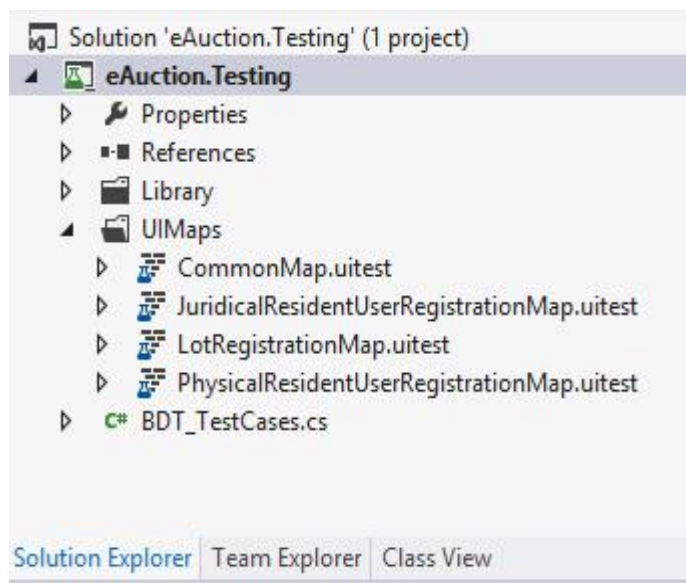 Solution 'eAuction.Testing' (1 project)
eAuction.Testing
Properties
References
Library
UIMaps
CommonMap.uitest
JuridicalResidentUserRegistrationMap.uitest
LotRegistrationMap.uitest
PhysicalResidentUserRegistrationMap.uitest
C# BDT_TestCases.cs
Solution Explorer Team Explorer Class View